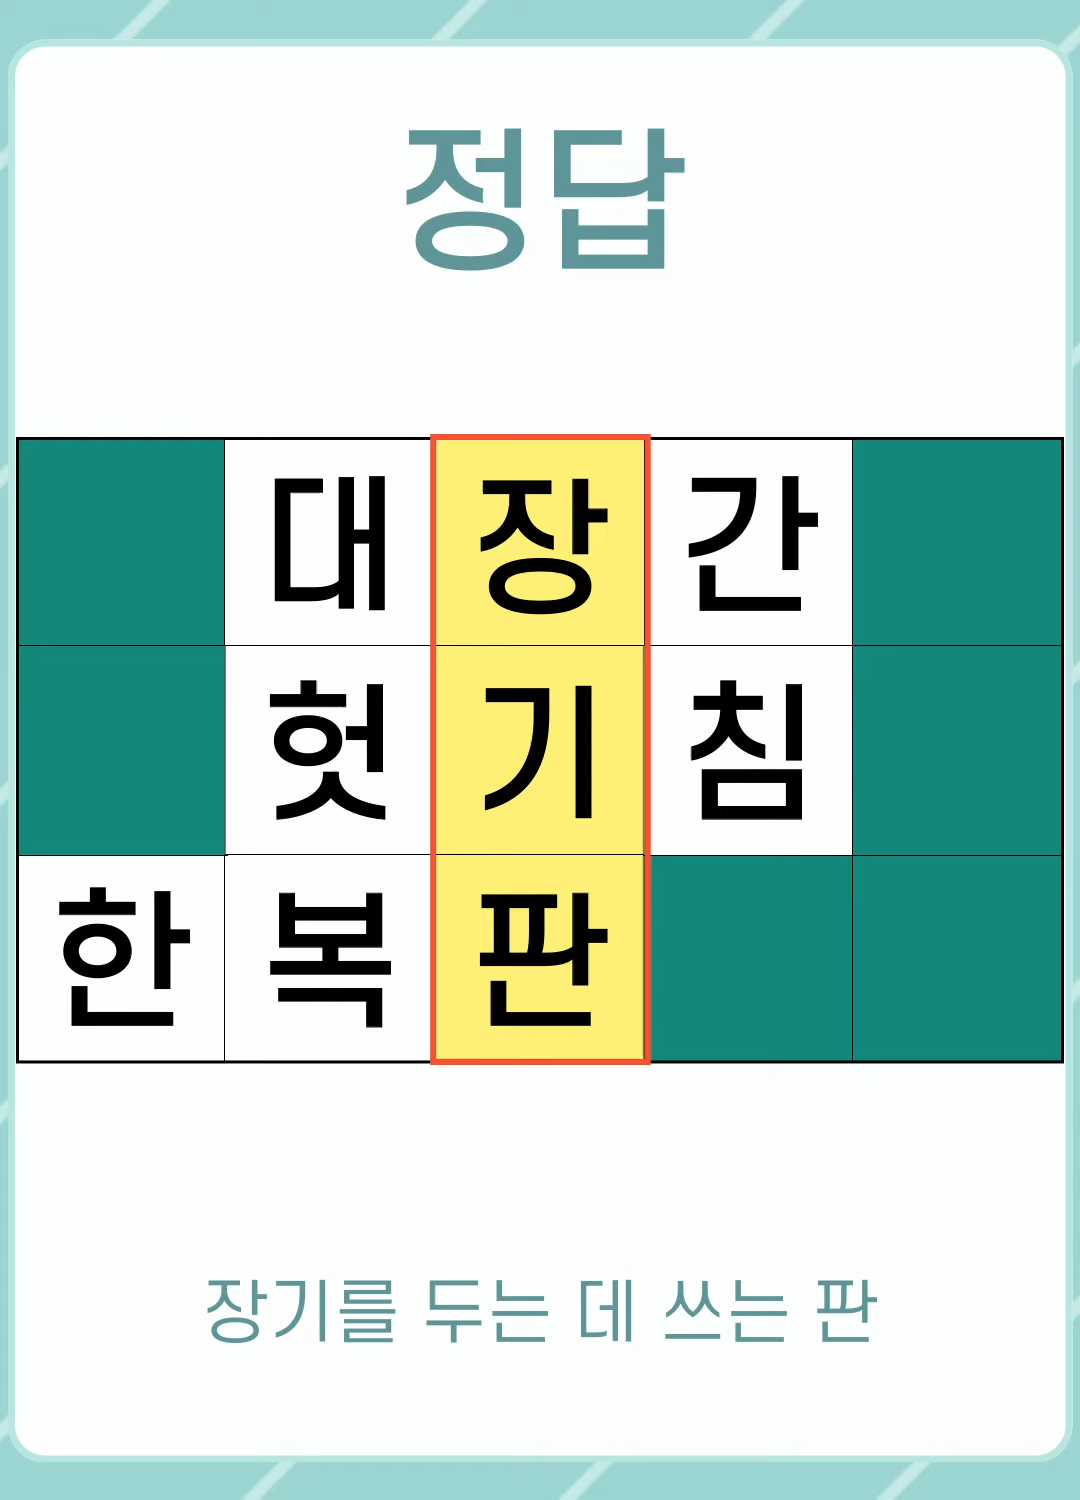 정답
대 장 간
헛 기 침
한 복 판
장기를 두는 데 쓰는 판